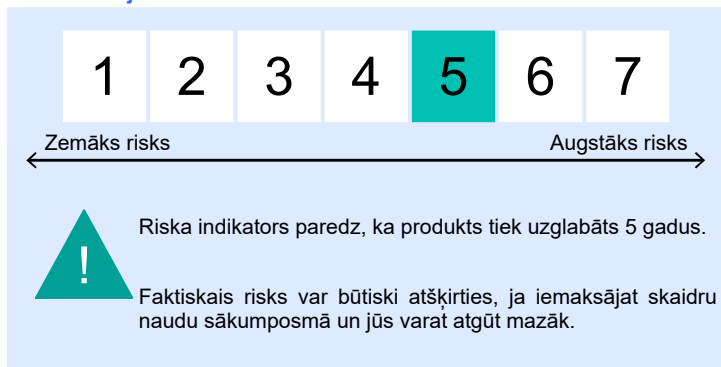 1 2 3 4 5 6 7
Zemāks risks Augstāks risks
! Riska indikators paredz, ka produkts tiek uzglabāts 5 gadus.
Faktiskais risks var būtiski atšķirties, ja iemaksājat skaidru
naudu sākumposmā un jūs varat atgūt mazāk.